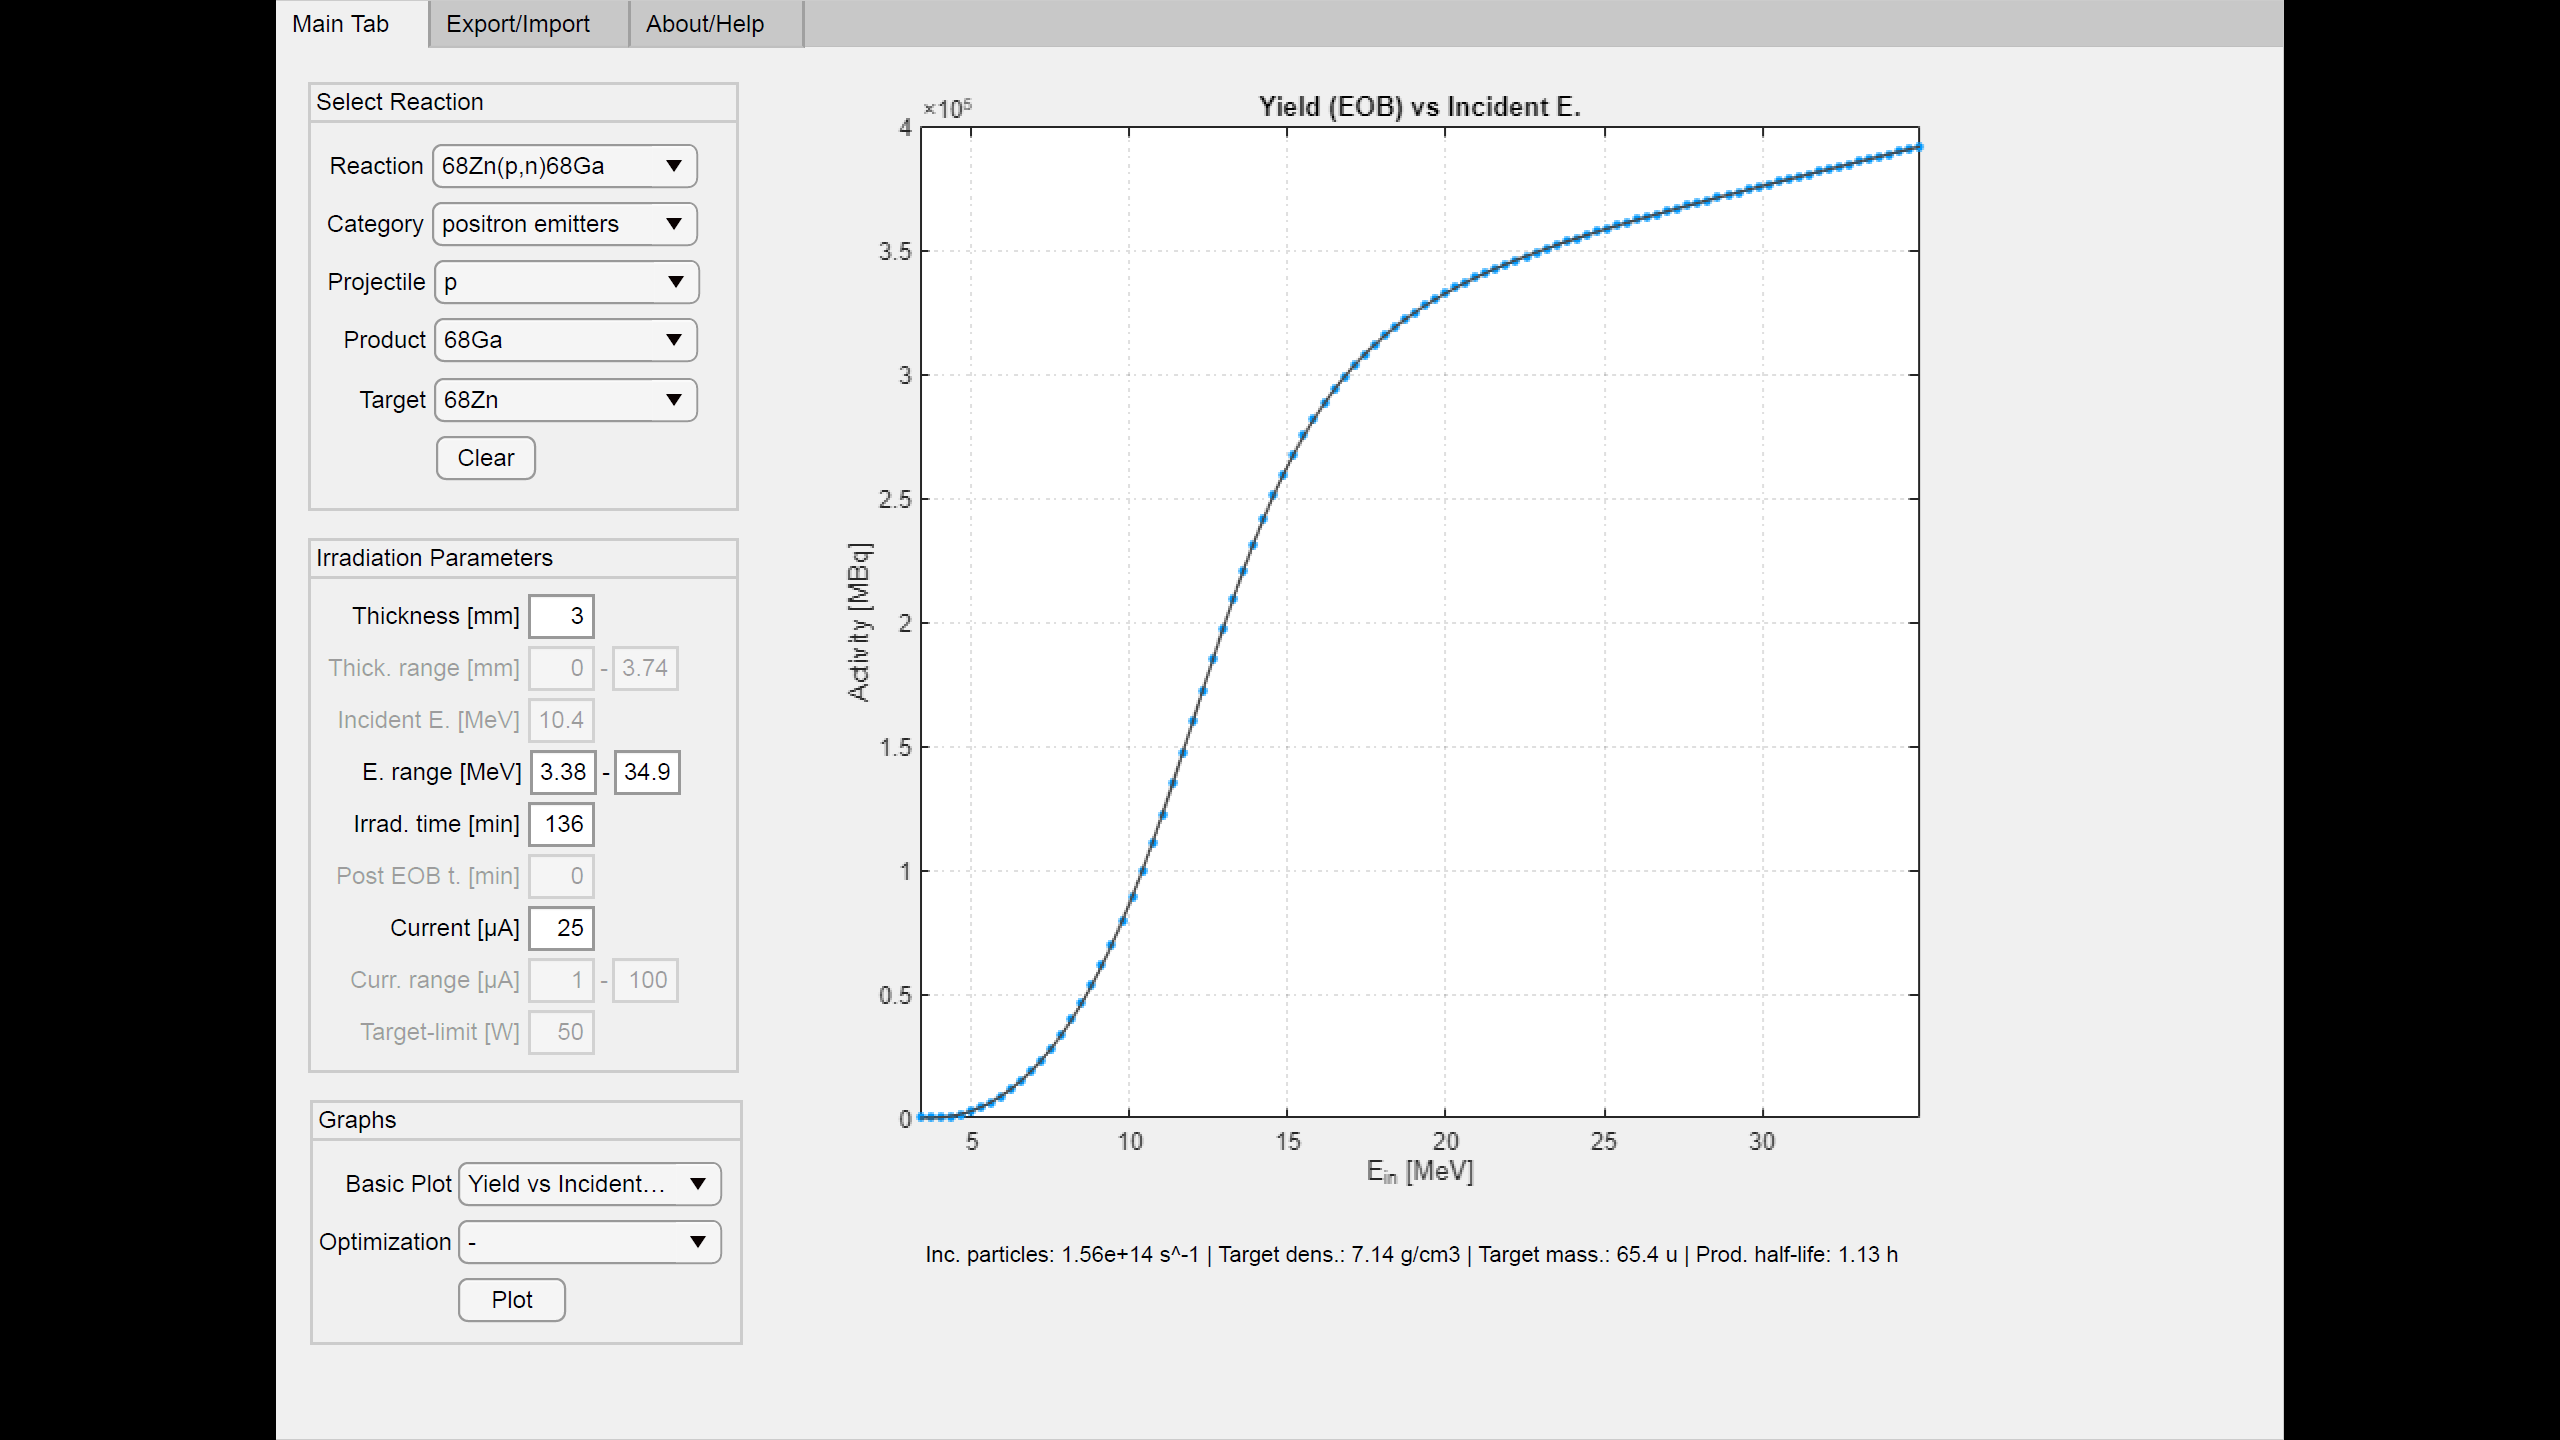 Main Tab Export/Import About/Help
Select Reaction
Reaction 68Zn(p,n)68Ga
Category positron emitters
Projectile p
Product 68Ga
Target 68Zn
Clear
Irradiation Parameters
Thickness [mm] 3
Thick. range [mm] 0 - 3.74
Incident E. [MeV] 10.4
E. range [MeV] 3.38 - 34.9
Irrad. time [min] 136
Post EOB t. [min] 0
Current [µA] 25
Curr. range [µA] 1 - 100
Target-limit [W] 50
Graphs
Basic Plot Yield vs Incident…
Optimization -
Plot
×10⁵
Yield (EOB) vs Incident E.
4
3.5
3
2.5
2
1.5
1
0.5
0
Activity [MBq]
5 10 15 20 25 30
E_in [MeV]
Inc. particles: 1.56e+14 s^-1 | Target dens.: 7.14 g/cm3 | Target mass.: 65.4 u | Prod. half-life: 1.13 h